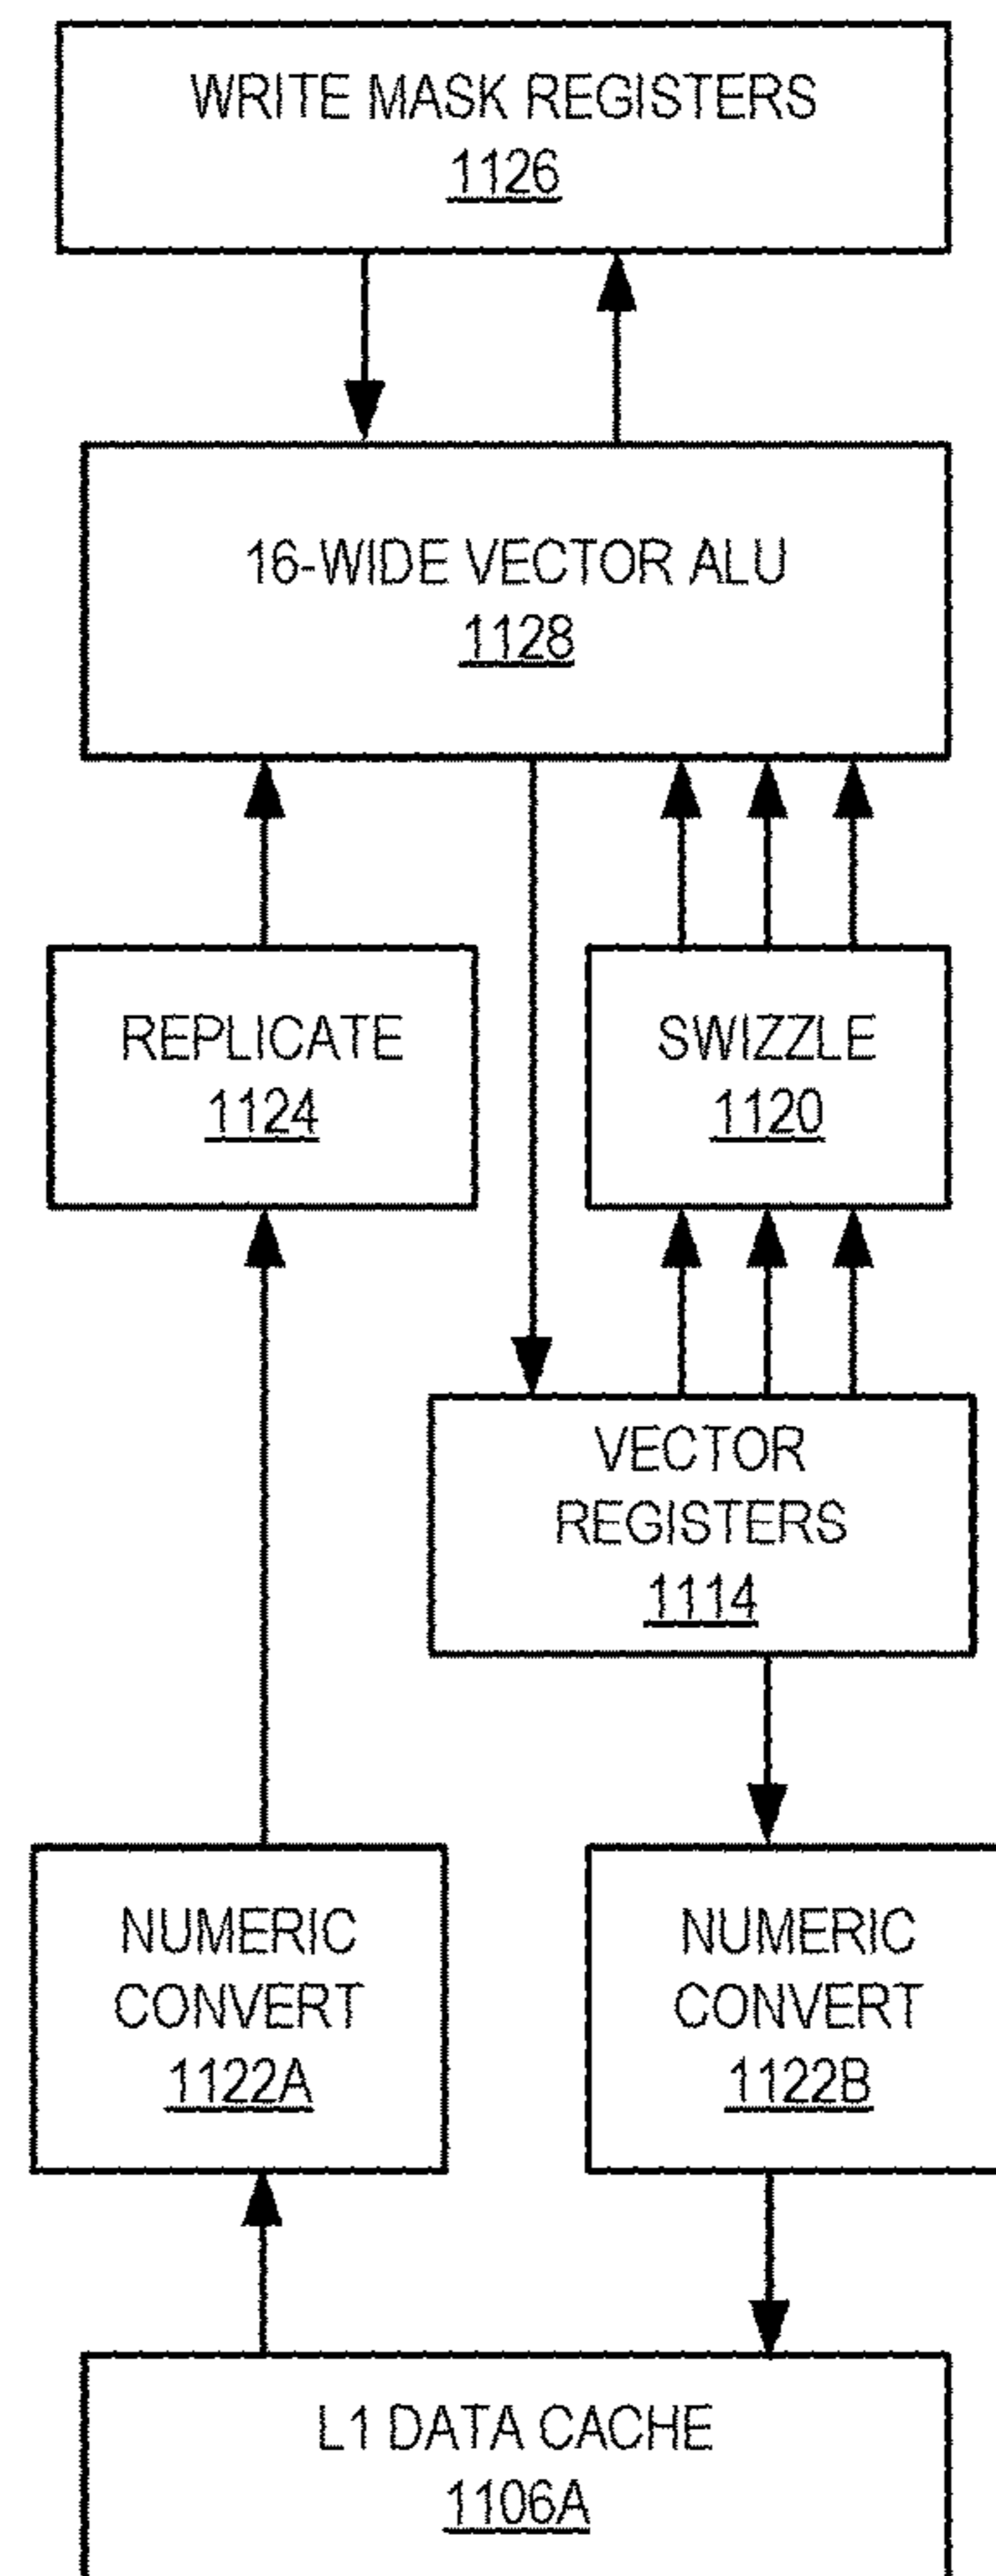 WRITE MASK REGISTERS
1126
16-WIDE VECTOR ALU
1128
REPLICATE
1124
SWIZZLE
1120
VECTOR
REGISTERS
1114
NUMERIC
CONVERT
1122A
NUMERIC
CONVERT
1122B
L1 DATA CACHE
1106A